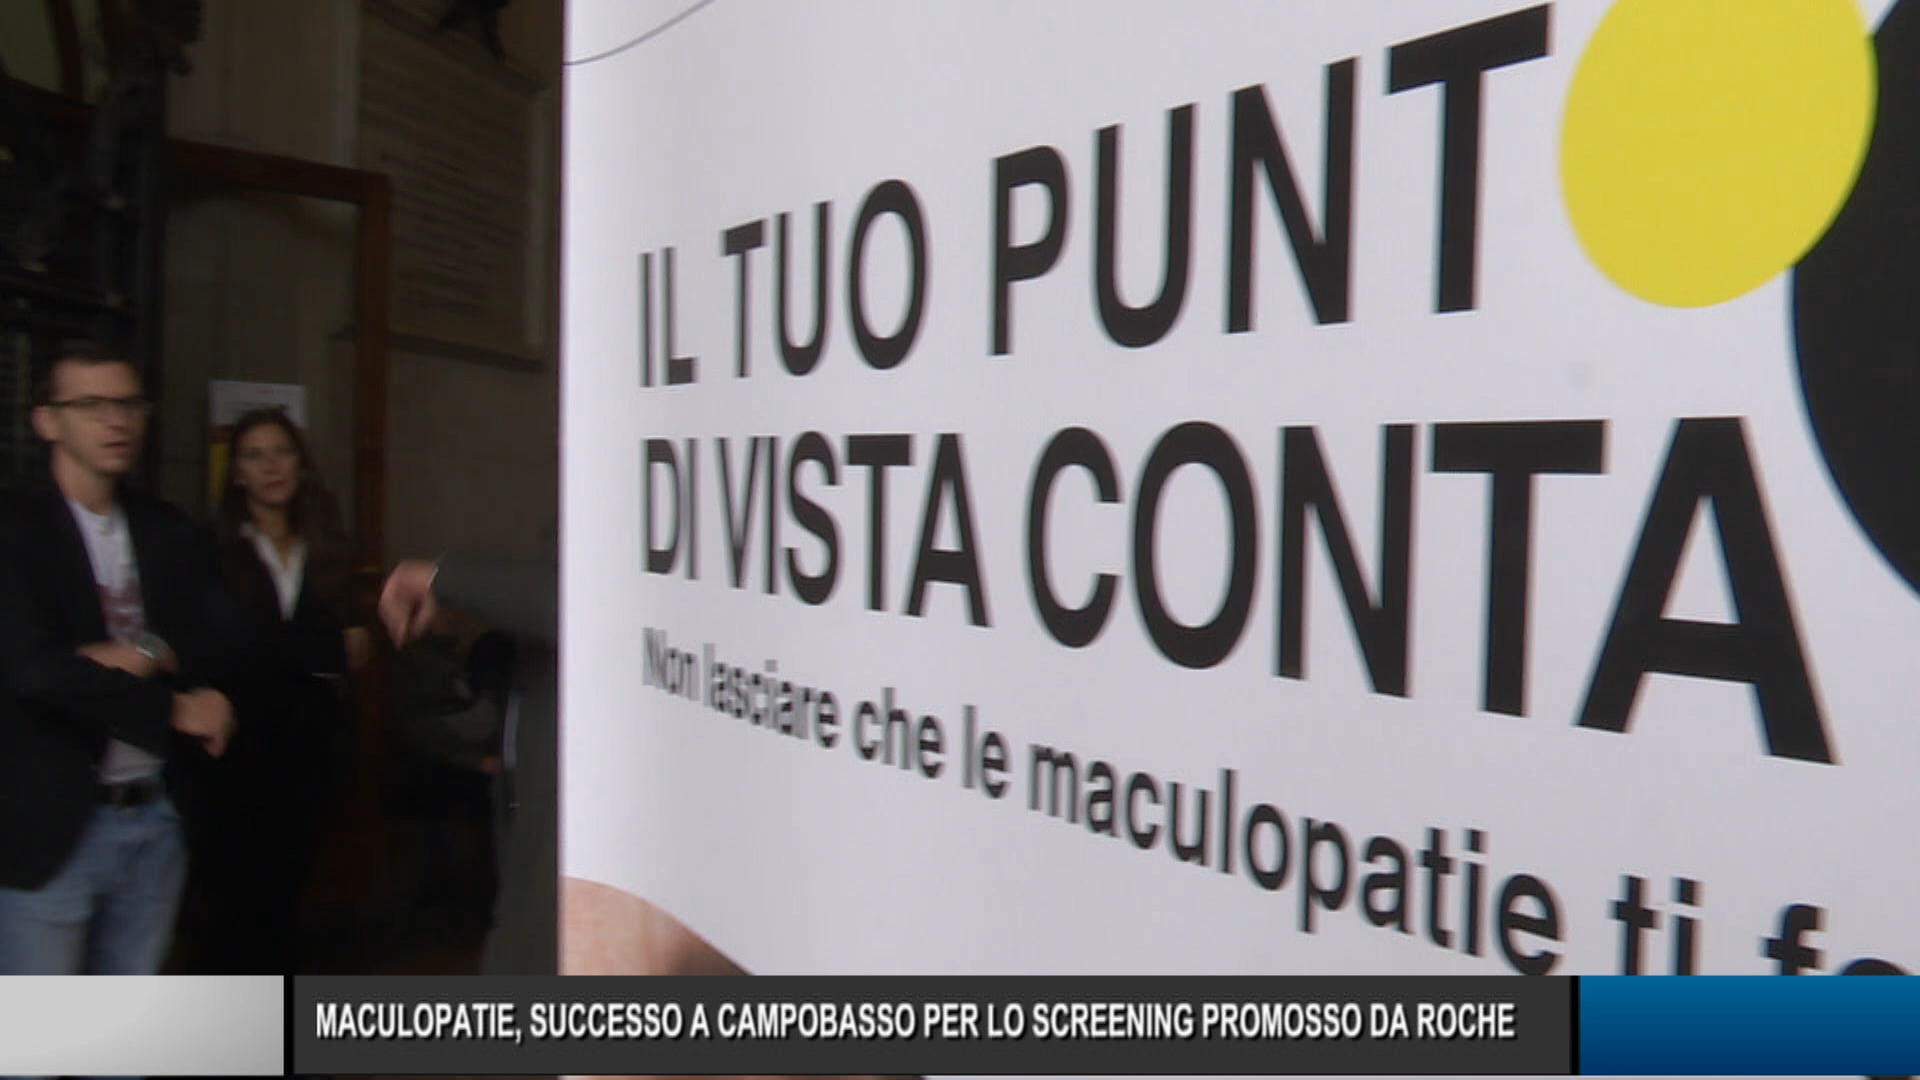 IL TUO PUNT
DI VISTA CONTA
Non lasciare che le maculopatie ti
MACULOPATIE, SUCCESSO A CAMPOBASSO PER LO SCREENING PROMOSSO DA ROCHE